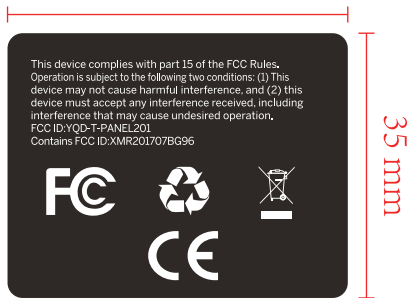 This device complies with part 15 of the FCC Rules.
Operation is subject to the following two conditions: (1) This
device may not cause harmful interference, and (2) this
device must accept any interference received, including
interference that may cause undesired operation.
FCC ID:YQD-T-PANEL201
Contains FCC ID:XMR201707BG96
FC
CE
35 mm